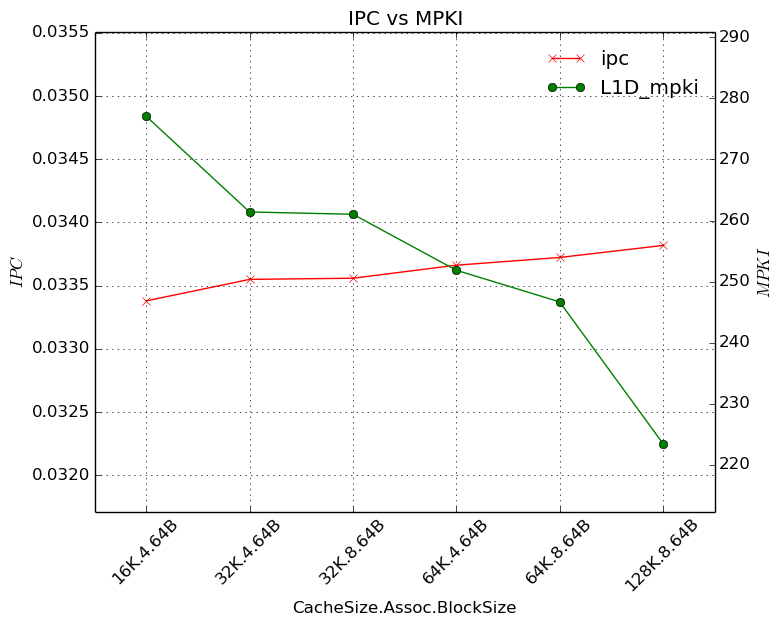 IPC vs MPKI
ipc
L1D_mpki
0.0355
0.0350
0.0345
0.0340
0.0335
0.0330
0.0325
0.0320
IPC
290
280
270
260
250
240
230
220
MPKI
16K.4.64B
32K.4.64B
32K.8.64B
64K.4.64B
64K.8.64B
128K.8.64B
CacheSize.Assoc.BlockSize